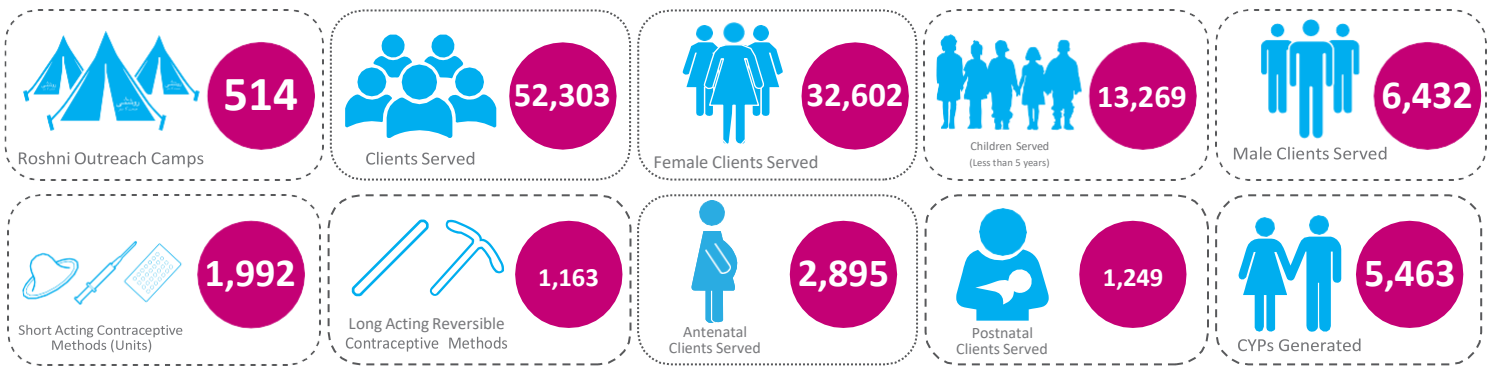 514
Roshni Outreach Camps
52,303
Clients Served
32,602
Female Clients Served
13,269
Children Served
(Less than 5 years)
6,432
Male Clients Served
1,992
Short Acting Contraceptive
Methods (Units)
1,163
Long Acting Reversible
Contraceptive Methods
2,895
Antenatal
Clients Served
1,249
Postnatal
Clients Served
5,463
CYPs Generated